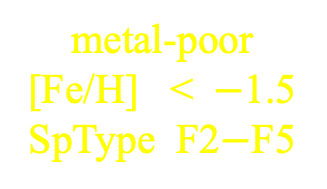 metal-poor
[Fe/H] < −1.5
SpType F2−F5